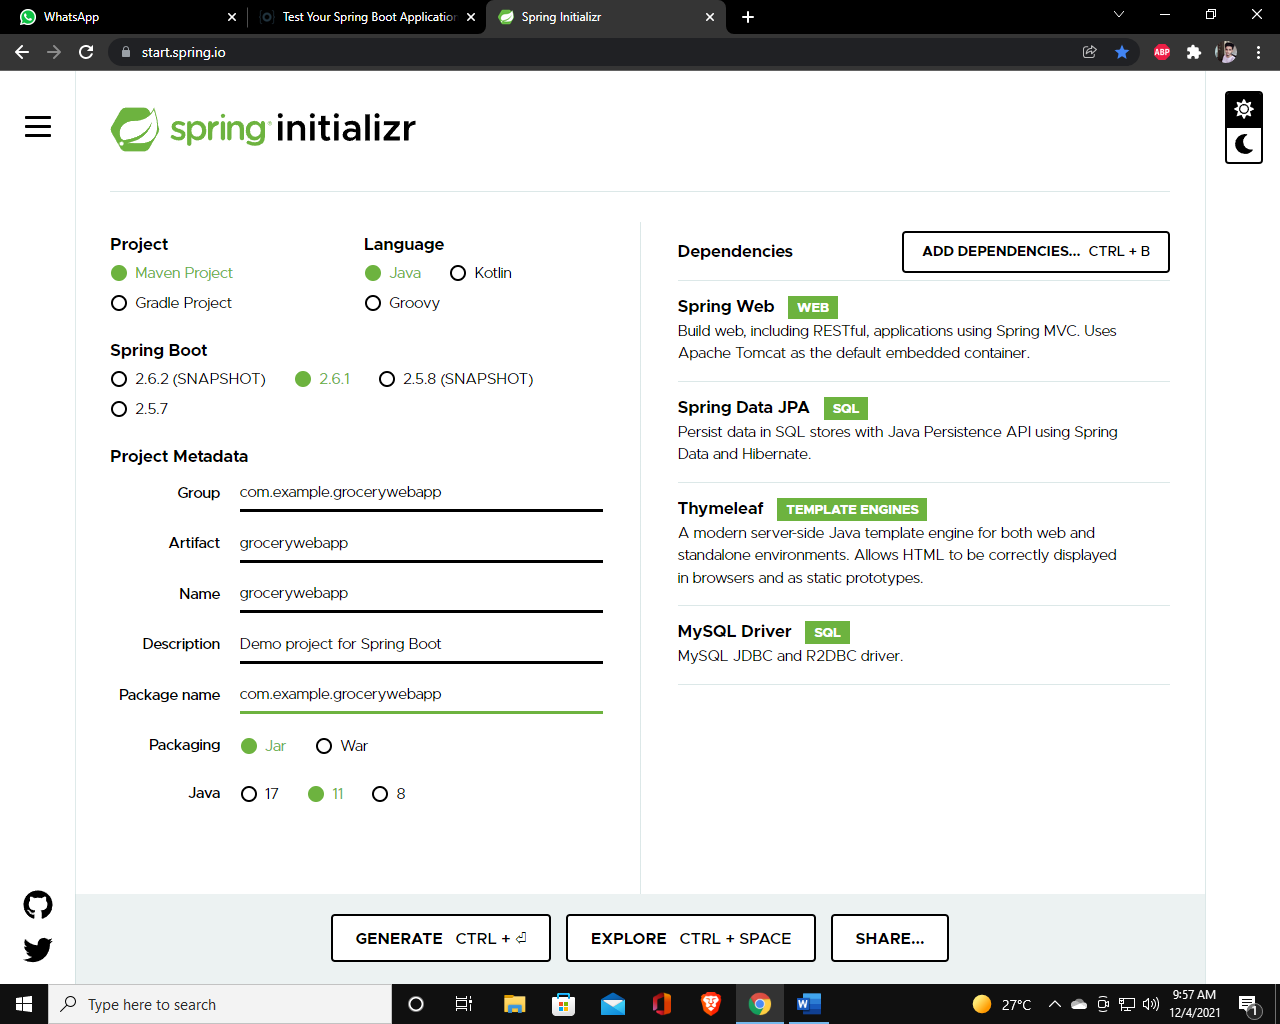 WhatsApp
Test Your Spring Boot Application
Spring Initializr
start.spring.io
ABP
spring initializr
Project
Maven Project
Gradle Project
Language
Java
Kotlin
Groovy
Spring Boot
2.6.2 (SNAPSHOT)
2.6.1
2.5.8 (SNAPSHOT)
2.5.7
Project Metadata
Group
com.example.grocerywebapp
Artifact
grocerywebapp
Name
grocerywebapp
Description
Demo project for Spring Boot
Package name
com.example.grocerywebapp
Packaging
Jar
War
Java
17
11
8
Dependencies
ADD DEPENDENCIES... CTRL + B
Spring Web WEB
Build web, including RESTful, applications using Spring MVC. Uses
Apache Tomcat as the default embedded container.
Spring Data JPA SQL
Persist data in SQL stores with Java Persistence API using Spring
Data and Hibernate.
Thymeleaf TEMPLATE ENGINES
A modern server-side Java template engine for both web and
standalone environments. Allows HTML to be correctly displayed
in browsers and as static prototypes.
MySQL Driver SQL
MySQL JDBC and R2DBC driver.
GENERATE CTRL + ⏎
EXPLORE CTRL + SPACE
SHARE...
Type here to search
27°C
9:57 AM
12/4/2021
1